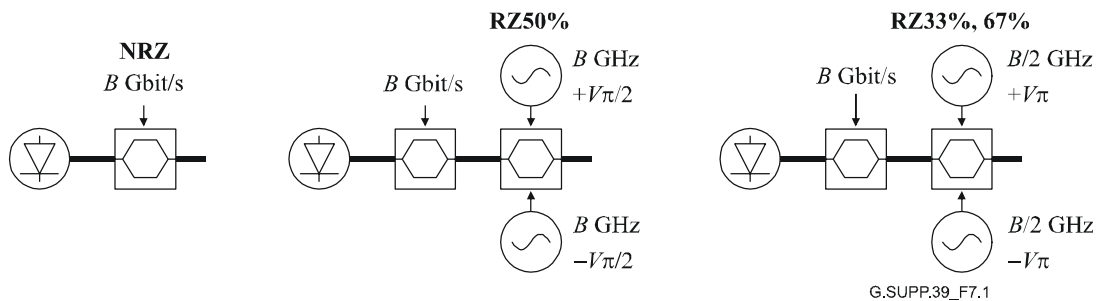 NRZ
B Gbit/s
RZ50%
B Gbit/s
B GHz
+Vπ/2
B GHz
−Vπ/2
RZ33%, 67%
B Gbit/s
B/2 GHz
+Vπ
B/2 GHz
−Vπ
G.SUPP.39_F7.1